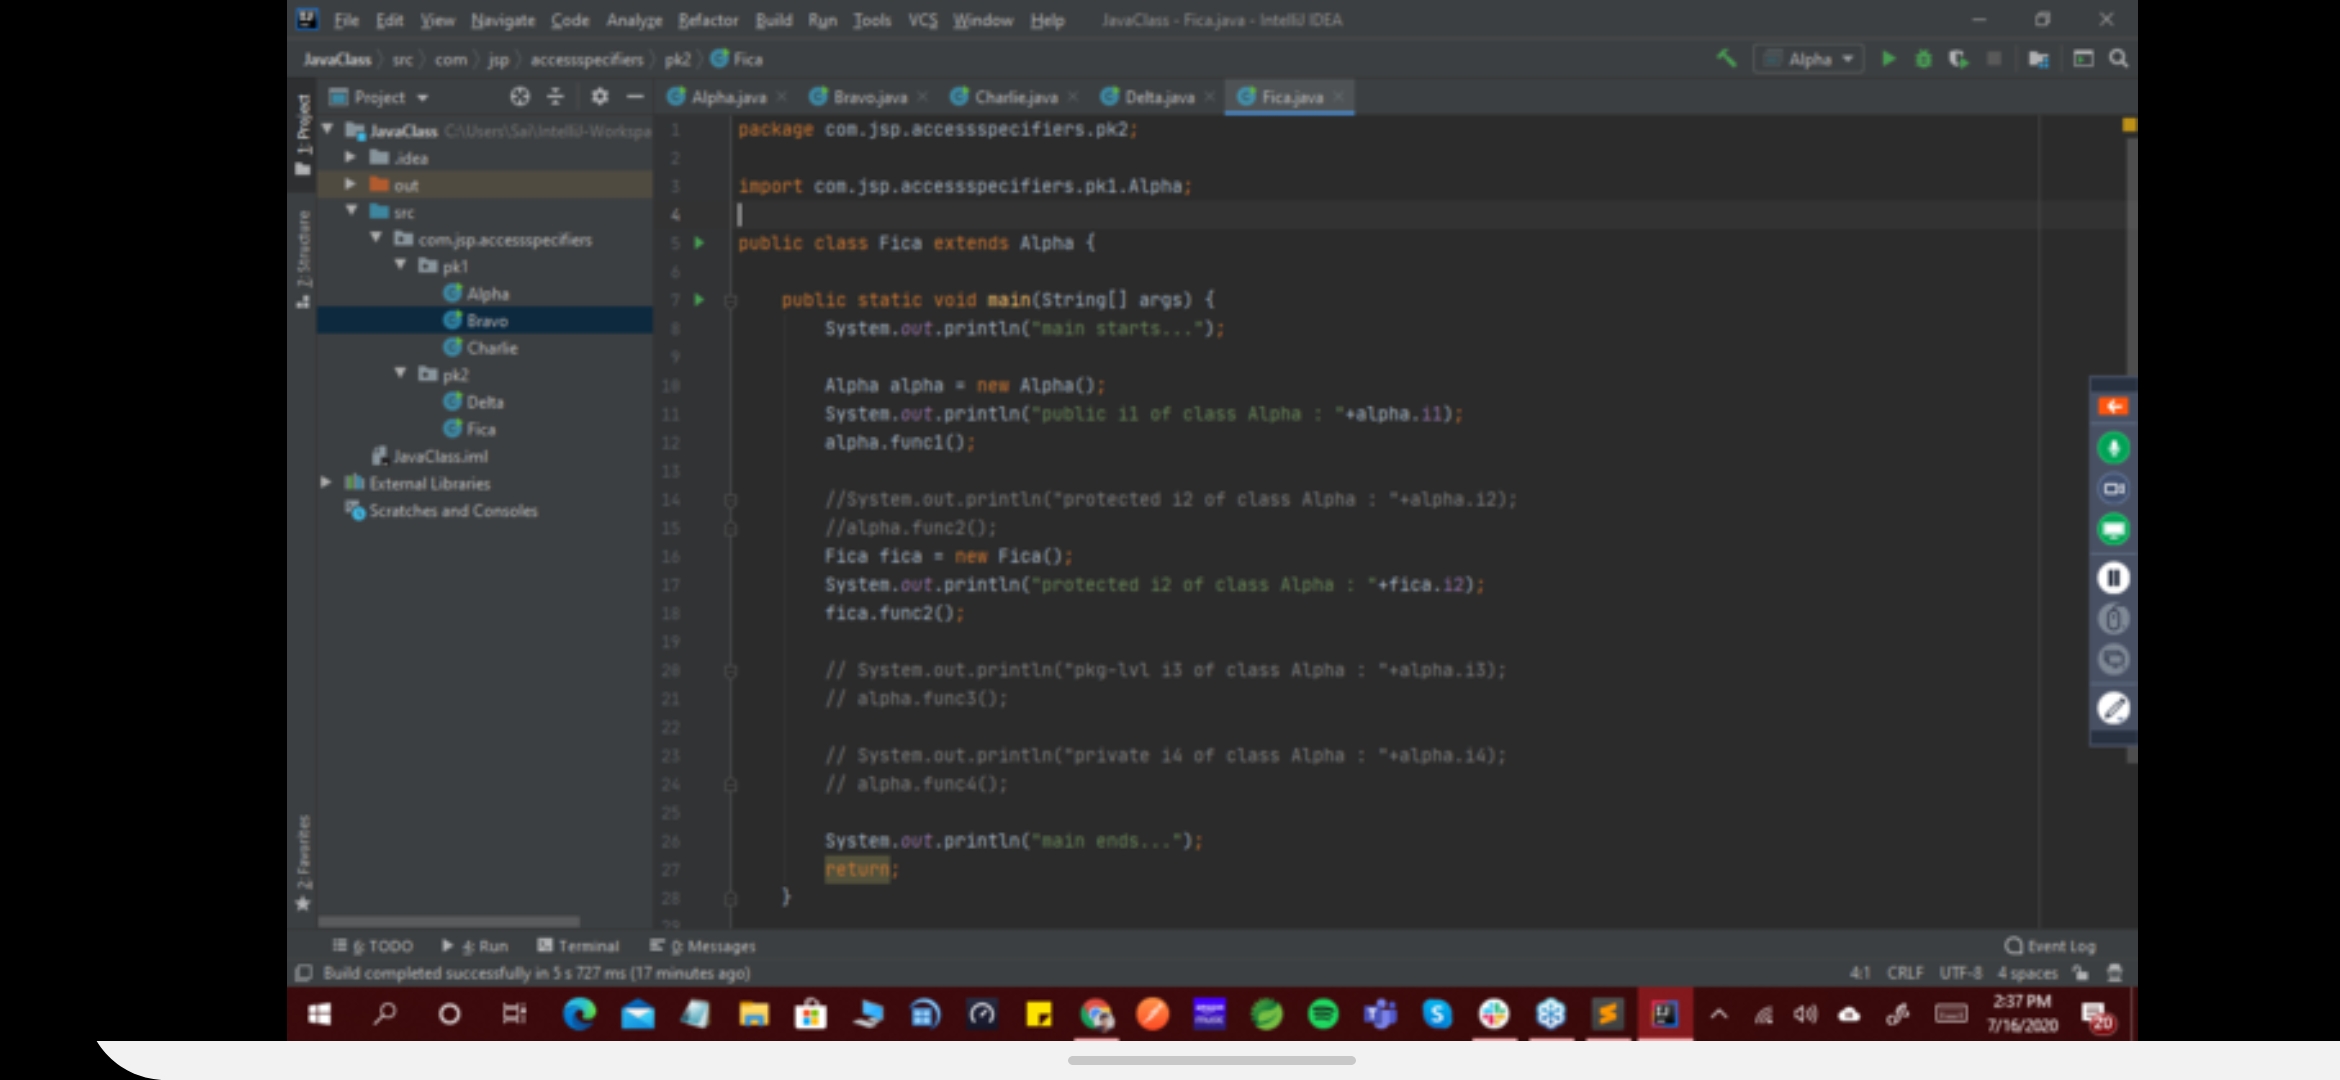 File Edit View Navigate Code Analyze Refactor Build Run Tools VCS Window Help JavaClass - Fica.java - IntelliJ IDEA
JavaClass src com jsp accessspecifiers pk2 Fica
Alpha
Project
Alpha.java Bravo.java Charlie.java Delta.java Fica.java
1: Project
7: Structure
2: Favorites
JavaClass C:\Users\Sai\IntelliJ-Workspa
.idea
out
src
com.jsp.accessspecifiers
pk1
Alpha
Bravo
Charlie
pk2
Delta
Fica
JavaClass.iml
External Libraries
Scratches and Consoles
1 package com.jsp.accessspecifiers.pk2;
2
3 import com.jsp.accessspecifiers.pk1.Alpha;
4
5 public class Fica extends Alpha {
6
7 public static void main(String[] args) {
8 System.out.println("main starts...");
9
10 Alpha alpha = new Alpha();
11 System.out.println("public i1 of class Alpha : "+alpha.i1);
12 alpha.func1();
13
14 //System.out.println("protected i2 of class Alpha : "+alpha.i2);
15 //alpha.func2();
16 Fica fica = new Fica();
17 System.out.println("protected i2 of class Alpha : "+fica.i2);
18 fica.func2();
19
20 // System.out.println("pkg-lvl i3 of class Alpha : "+alpha.i3);
21 // alpha.func3();
22
23 // System.out.println("private i4 of class Alpha : "+alpha.i4);
24 // alpha.func4();
25
26 System.out.println("main ends...");
27 return;
28 }
29
6: TODO 4: Run Terminal 0: Messages Event Log
Build completed successfully in 5 s 727 ms (17 minutes ago) 4:1 CRLF UTF-8 4 spaces
amazon music
2:37 PM
7/16/2020
20